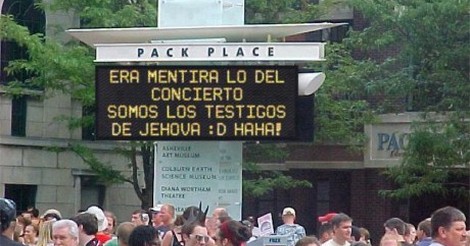 PACK PLACE
ERA MENTIRA LO DEL
CONCIERTO
SOMOS LOS TESTIGOS
DE JEHOVA :D HAHA!
ASHEVILLE
ART MUSEUM
COLBURN EARTH
SCIENCE MUSEUM
DIANA WORTHAM
THEATRE
PAC
FREE